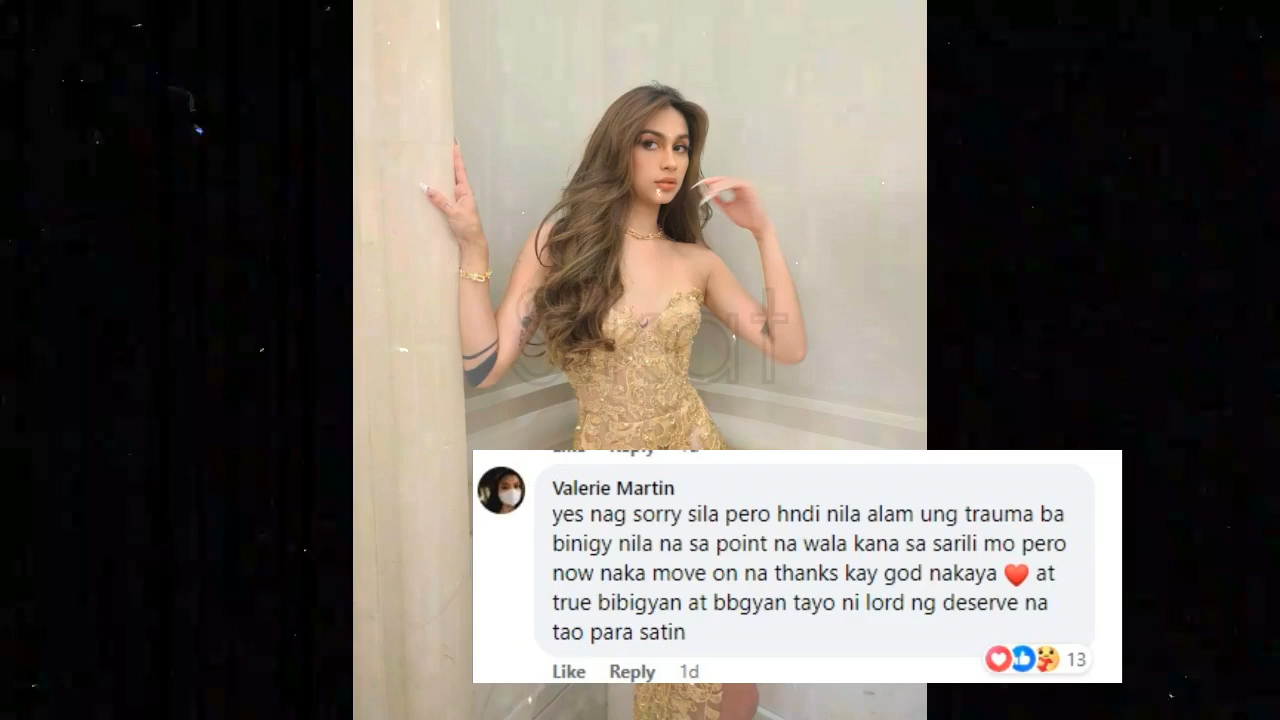 Valerie Martin
yes nag sorry sila pero hndi nila alam ung trauma ba
binigy nila na sa point na wala kana sa sarili mo pero
now naka move on na thanks kay god nakaya ❤️ at
true bibigyan at bbgyan tayo ni lord ng deserve na
tao para satin
Like Reply 1d
13